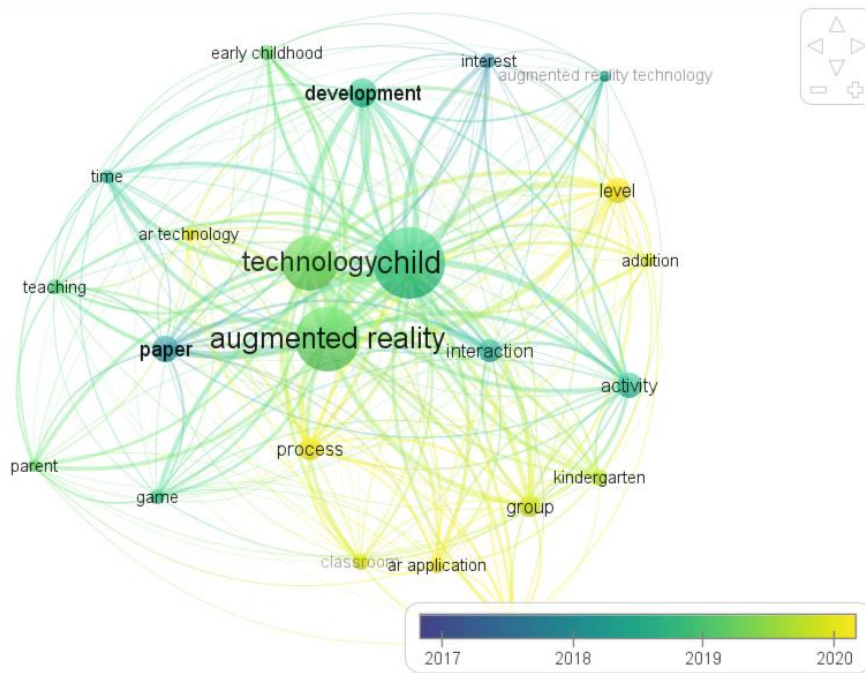 early childhood
interest
augmented reality technology
development
time
level
ar technology
technology
child
addition
teaching
augmented reality
paper
interaction
activity
process
parent
game
kindergarten
group
classroom
ar application
2017
2018
2019
2020